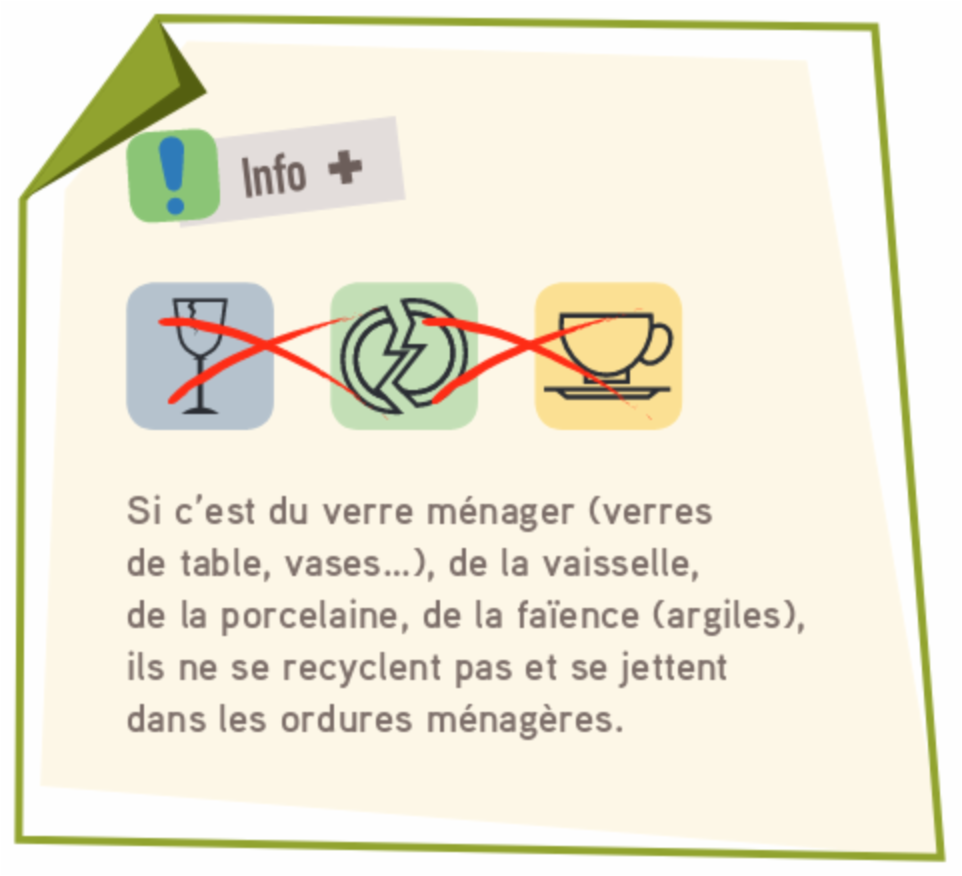 ! Info +
Si c’est du verre ménager (verres
de table, vases...), de la vaisselle,
de la porcelaine, de la faïence (argiles),
ils ne se recyclent pas et se jettent
dans les ordures ménagères.